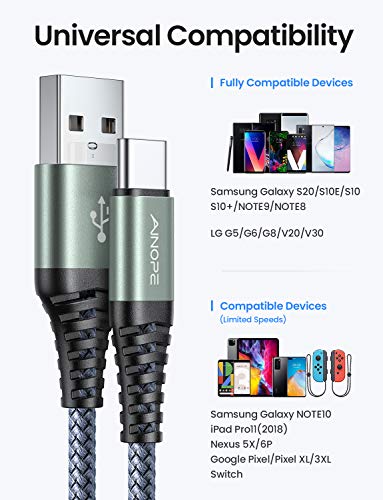 Universal Compatibility
Fully Compatible Devices
Samsung Galaxy S20/S10E/S10
S10+/NOTE9/NOTE8
LG G5/G6/G8/V20/V30
AINOPE
Compatible Devices
(Limited Speeds)
Samsung Galaxy NOTE10
iPad Pro11(2018)
Nexus 5X/6P
Google Pixel/Pixel XL/3XL
Switch